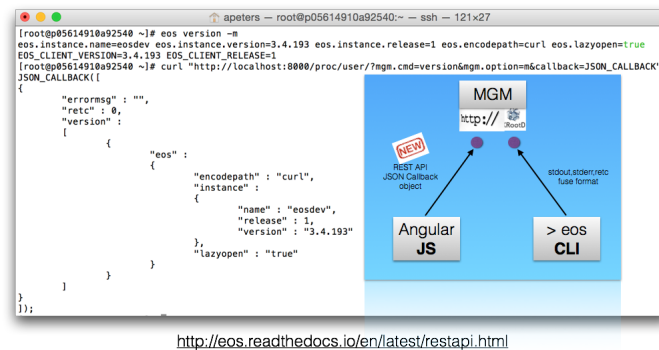 apeters — root@p05614910a92540:~ — ssh — 121×27
[root@p05614910a92540 ~]# eos version -m
eos.instance.name=eosdev eos.instance.version=3.4.193 eos.instance.release=1 eos.encodepath=curl eos.lazyopen=true
EOS_CLIENT_VERSION=3.4.193 EOS_CLIENT_RELEASE=1
[root@p05614910a92540 ~]# curl "http://localhost:8000/proc/user/?mgm.cmd=version&mgm.option=m&callback=JSON_CALLBACK"
JSON_CALLBACK([
{
"errormsg" : "",
"retc" : 0,
"version" :
[
{
"eos" :
{
"encodepath" : "curl",
"instance" :
{
"name" : "eosdev",
"release" : 1,
"version" : "3.4.193"
},
"lazyopen" : "true"
}
}
]
}
]);
MGM
http://
XRootD
NEW
REST API
JSON Callback
object
stdout,stderr,retc
fuse format
Angular
JS
> eos
CLI
http://eos.readthedocs.io/en/latest/restapi.html